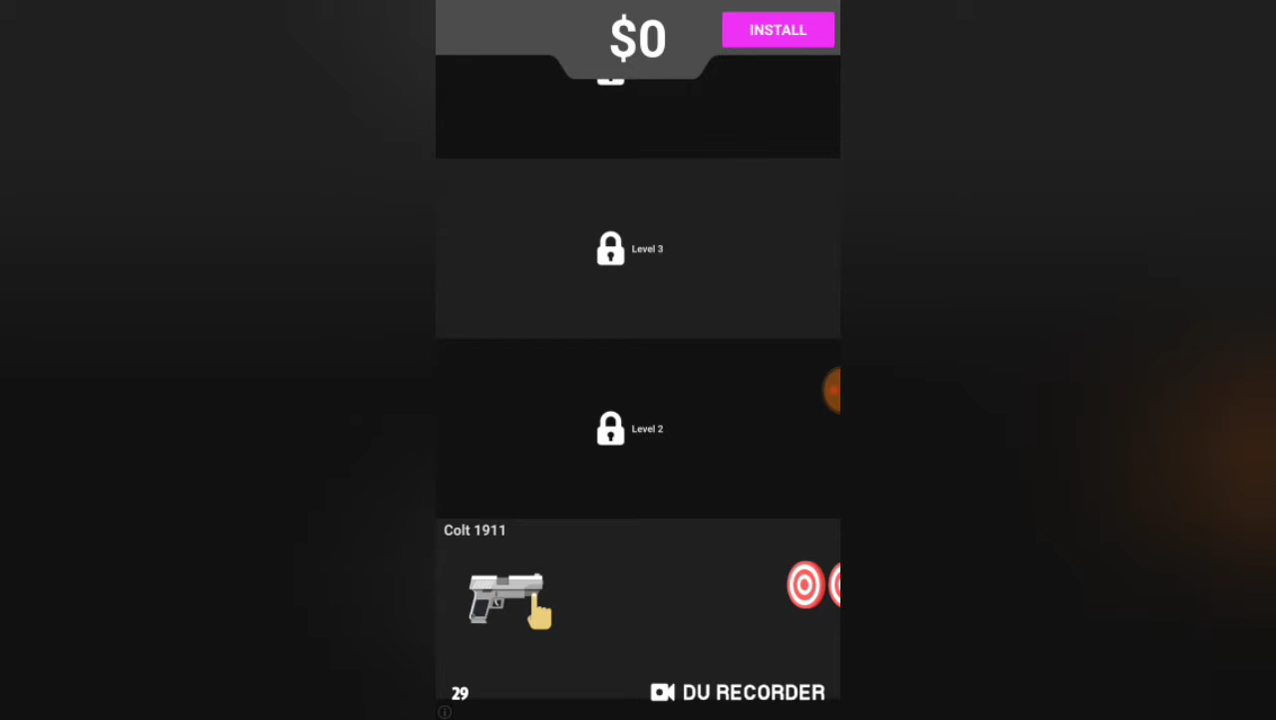 $0
INSTALL
Level 3
Level 2
Colt 1911
29
DU RECORDER